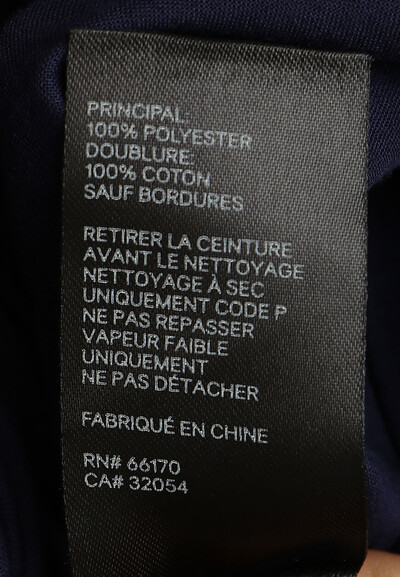 PRINCIPAL:
100% POLYESTER
DOUBLURE:
100% COTON
SAUF BORDURES
RETIRER LA CEINTURE
AVANT LE NETTOYAGE
NETTOYAGE À SEC
UNIQUEMENT CODE P
NE PAS REPASSER
VAPEUR FAIBLE
UNIQUEMENT
NE PAS DÉTACHER
FABRIQUÉ EN CHINE
RN# 66170
CA# 32054